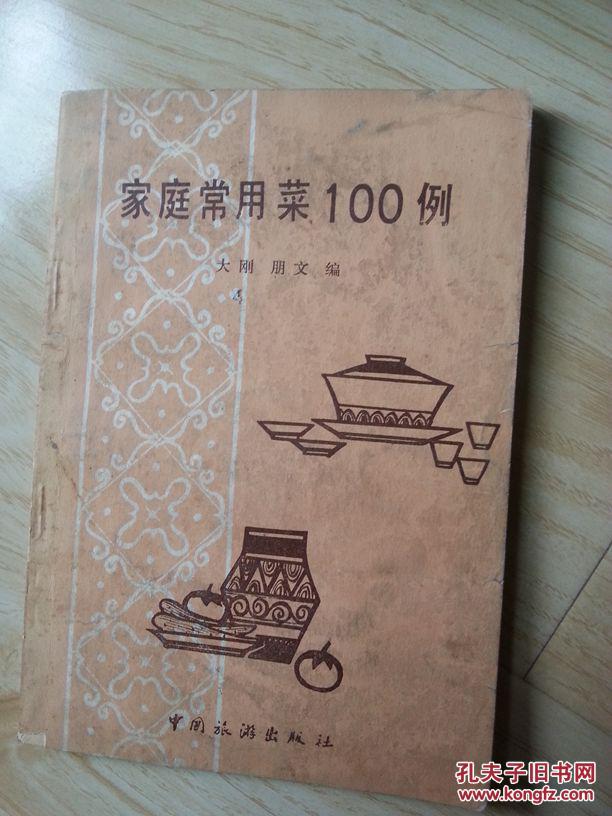 家庭常用菜100例
大刚 朋文 编
中国旅游出版社
孔夫子旧书网
www.kongfz.com